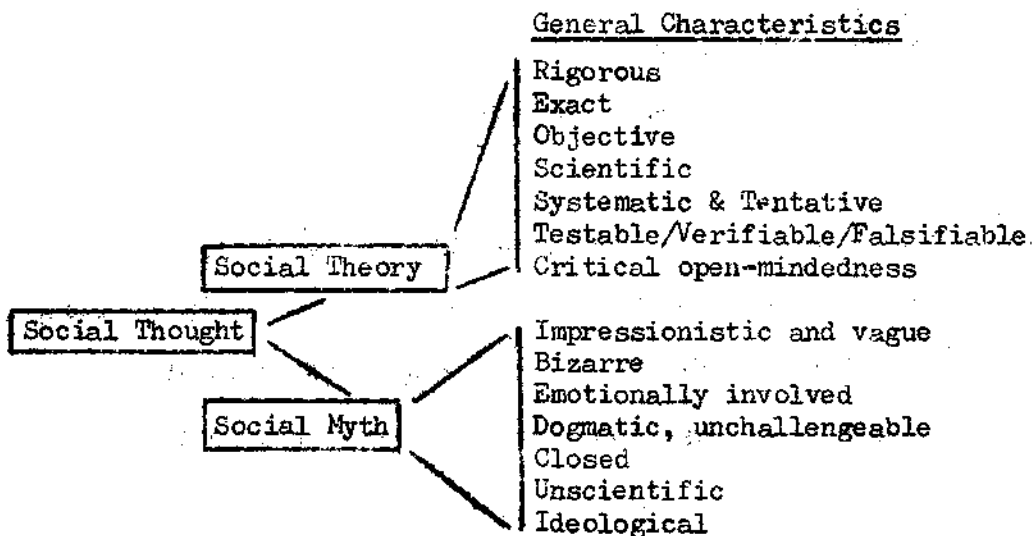 General Characteristics
Rigorous
Exact
Objective
Scientific
Systematic & Tentative
Testable/Verifiable/Falsifiable
Social Theory
Critical open-mindedness
Social Thought
Impressionistic and vague
Bizarre
Emotionally involved
Social Myth
Dogmatic, unchallengeable
Closed
Unscientific
Ideological